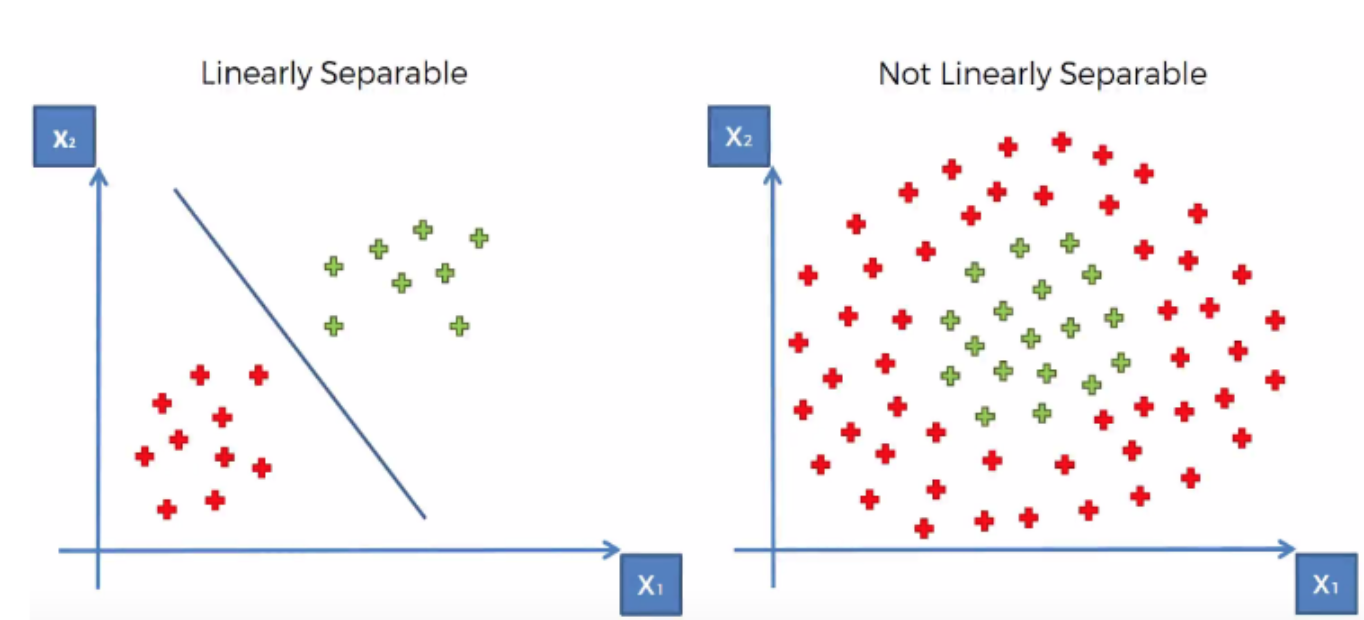 Linearly Separable
X₂
X₁
Not Linearly Separable
X₂
X₁